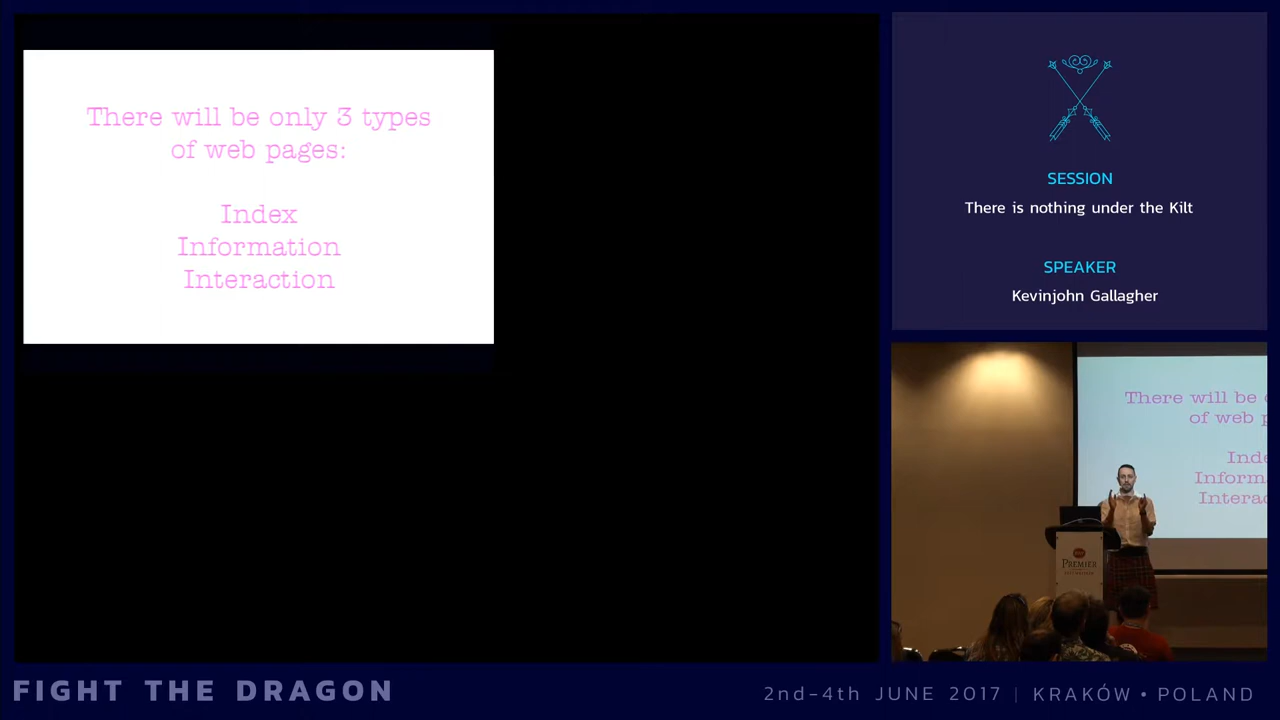 There will be only 3 types
of web pages:
Index
Information
Interaction
SESSION
There is nothing under the Kilt
SPEAKER
Kevinjohn Gallagher
There will be
of web
Inde
Inform
Interac
PREMIER
FIGHT THE DRAGON
2nd-4th JUNE 2017 | KRAKÓW • POLAND